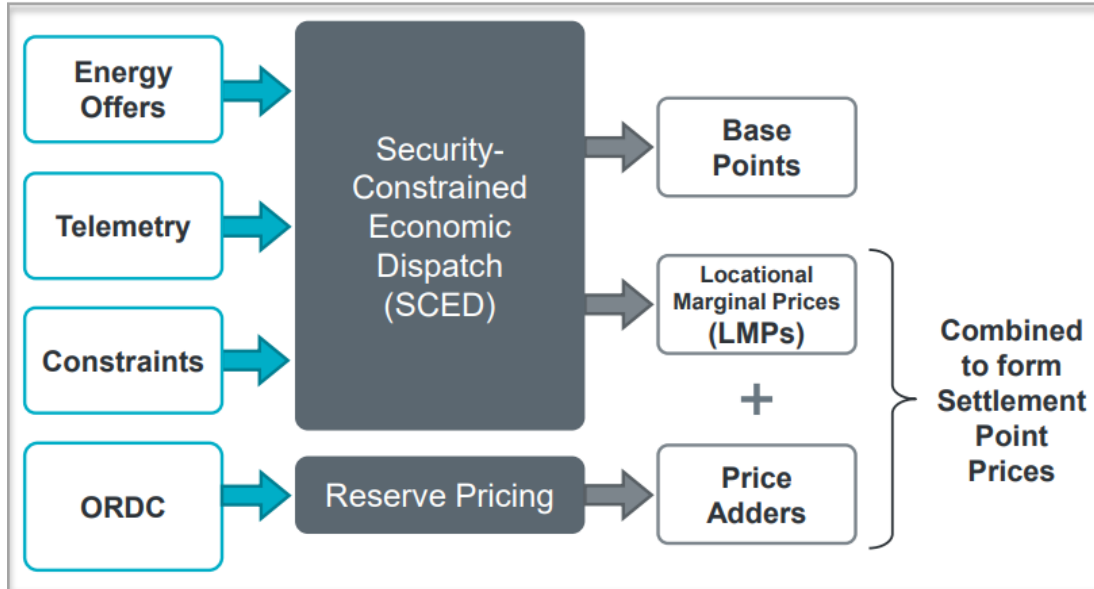 Energy
Offers
Telemetry
Constraints
ORDC
Security-
Constrained
Economic
Dispatch
(SCED)
Reserve Pricing
Base
Points
Locational
Marginal Prices
(LMPs)
+
Price
Adders
Combined
to form
Settlement
Point
Prices